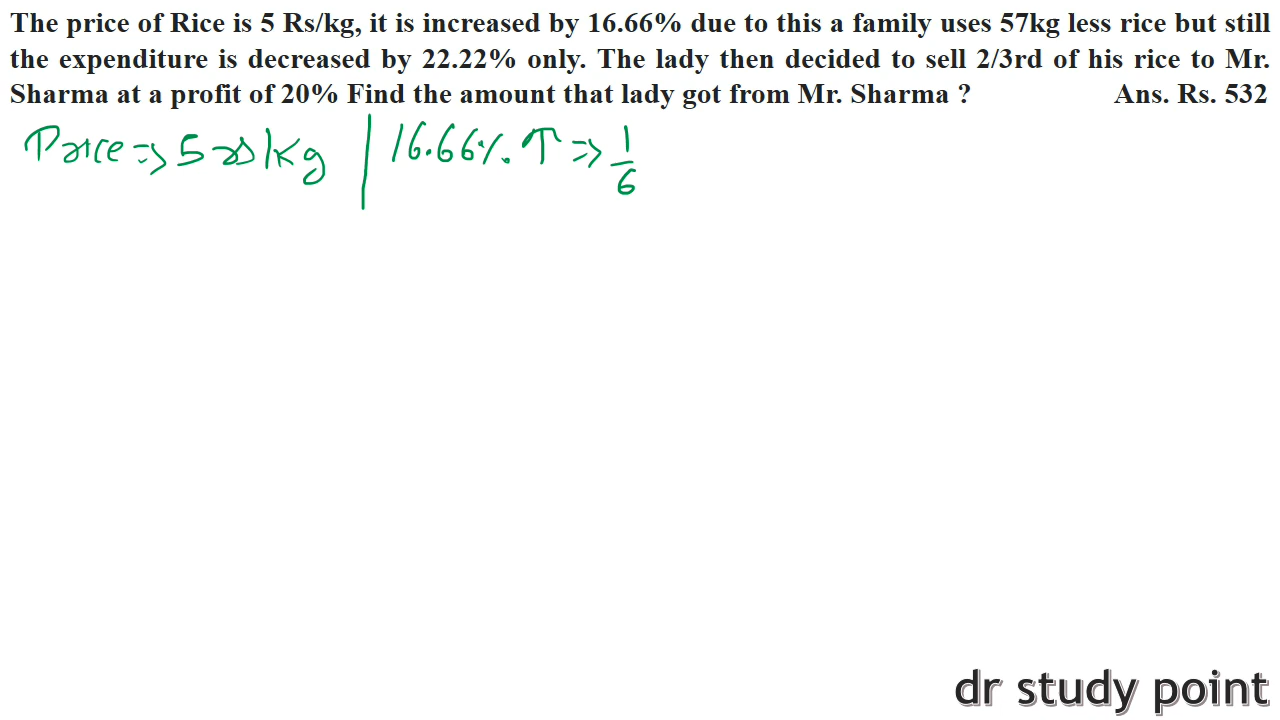 The price of Rice is 5 Rs/kg, it is increased by 16.66% due to this a family uses 57kg less rice but still
the expenditure is decreased by 22.22% only. The lady then decided to sell 2/3rd of his rice to Mr.
Sharma at a profit of 20% Find the amount that lady got from Mr. Sharma ? Ans. Rs. 532
Price => 5 rs/kg | 16.66% ↑ => 1/6
dr study point